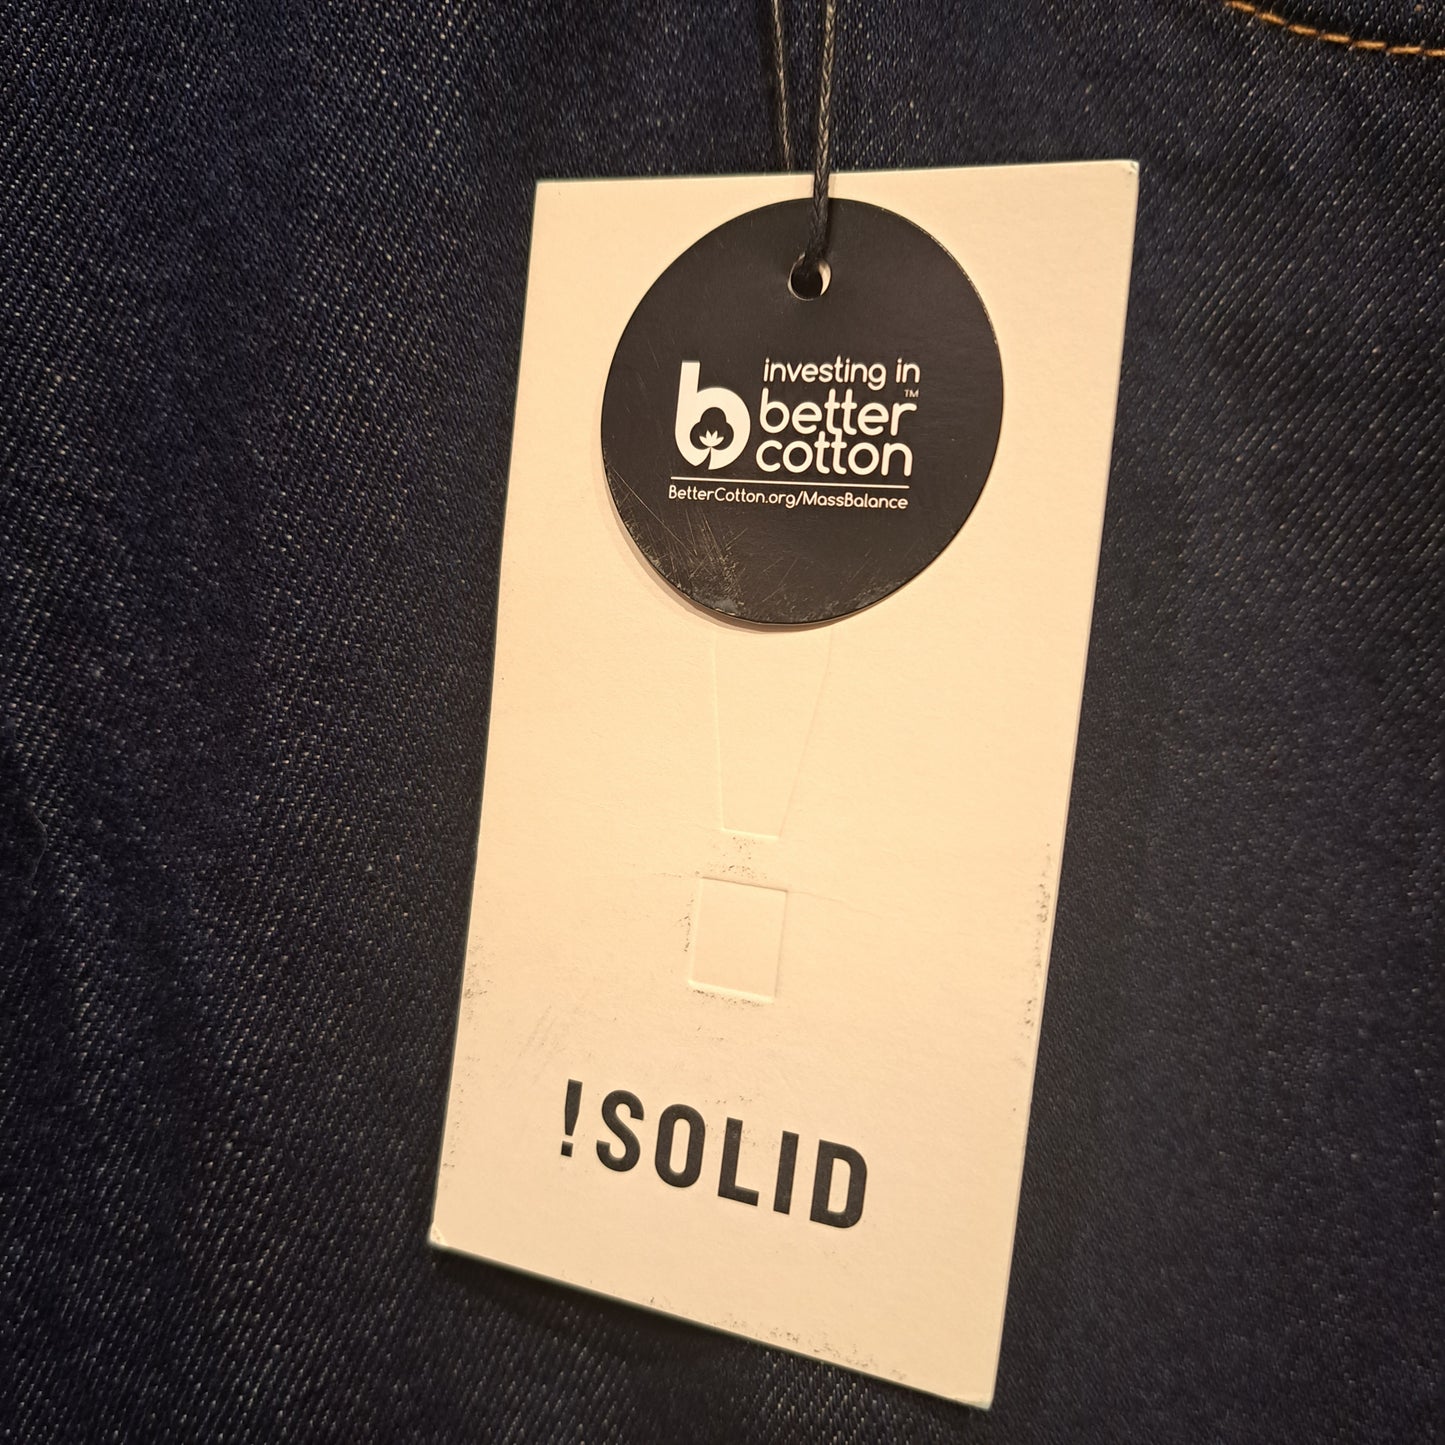 investing in
better™
cotton
BetterCotton.org/MassBalance
!SOLID